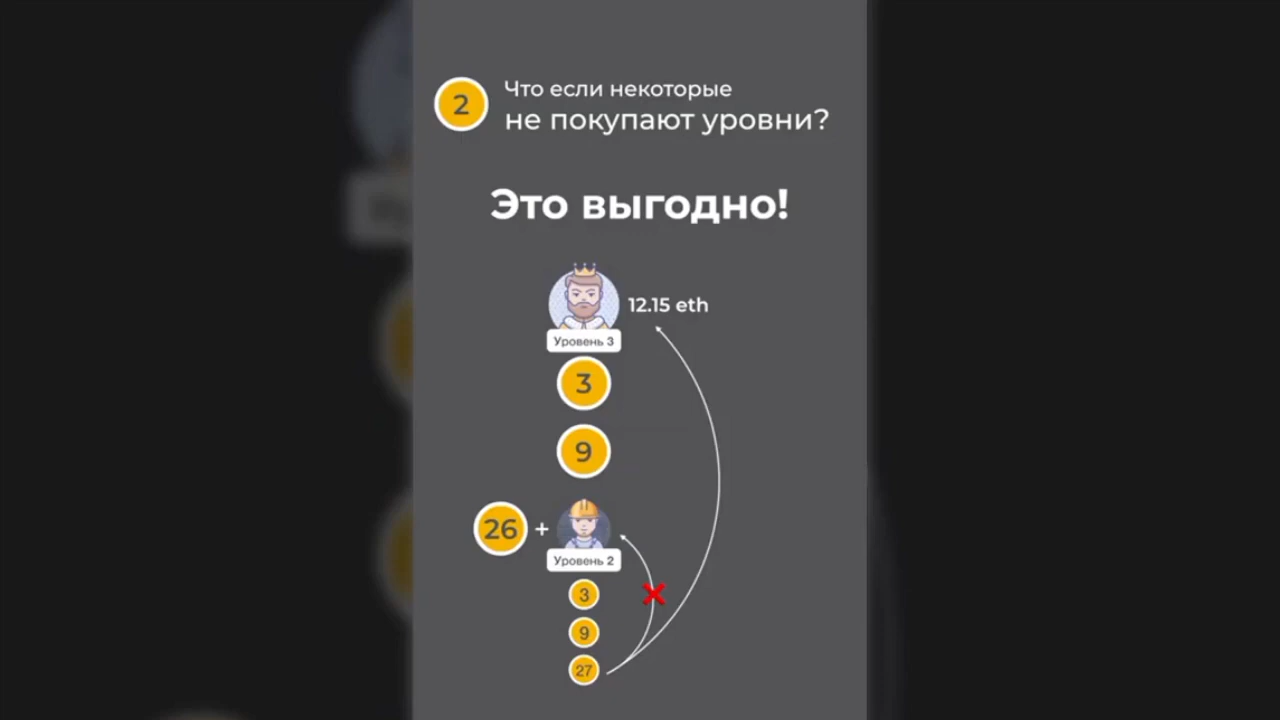 2
Что если некоторые
не покупают уровни?
Это выгодно!
12.15 eth
Уровень 3
3
9
26 +
Уровень 2
3
9
27